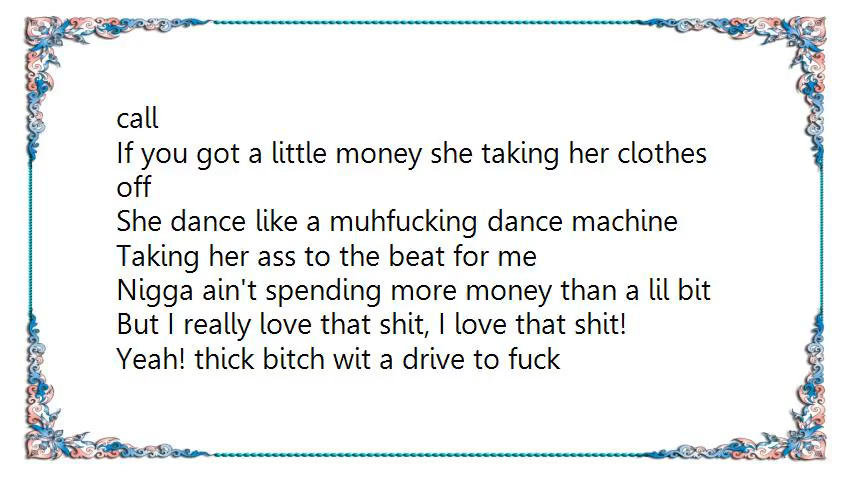 call
If you got a little money she taking her clothes
off
She dance like a muhfucking dance machine
Taking her ass to the beat for me
Nigga ain't spending more money than a lil bit
But I really love that shit, I love that shit!
Yeah! thick bitch wit a drive to fuck